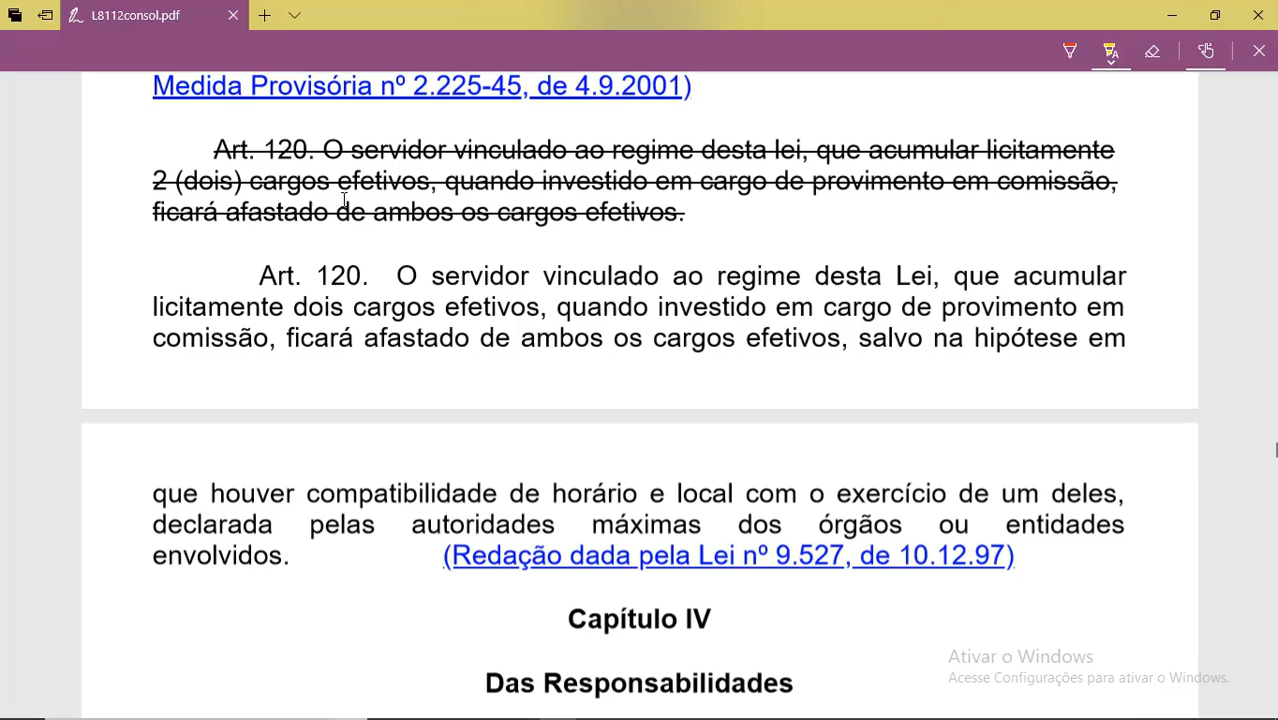 L8112consol.pdf
Medida Provisória nº 2.225-45, de 4.9.2001)
Art. 120. O servidor vinculado ao regime desta lei, que acumular licitamente
2 (dois) cargos efetivos, quando investido em cargo de provimento em comissão,
ficará afastado de ambos os cargos efetivos.
Art. 120. O servidor vinculado ao regime desta Lei, que acumular
licitamente dois cargos efetivos, quando investido em cargo de provimento em
comissão, ficará afastado de ambos os cargos efetivos, salvo na hipótese em
que houver compatibilidade de horário e local com o exercício de um deles,
declarada pelas autoridades máximas dos órgãos ou entidades
envolvidos. (Redação dada pela Lei nº 9.527, de 10.12.97)
Capítulo IV
Das Responsabilidades
Ativar o Windows
Acesse Configurações para ativar o Windows.